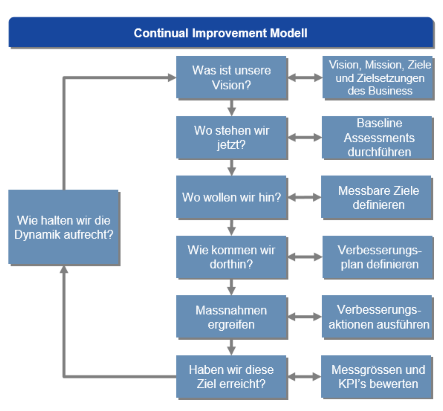 Continual Improvement Modell
Was ist unsere
Vision?
Vision, Mission, Ziele
und Zielsetzungen
des Business
Wo stehen wir
jetzt?
Baseline
Assessments
durchführen
Wo wollen wir hin?
Messbare Ziele
definieren
Wie halten wir die
Dynamik aufrecht?
Wie kommen wir
dorthin?
Verbesserungs-
plan definieren
Massnahmen
ergreifen
Verbesserungs-
aktionen ausführen
Haben wir diese
Ziel erreicht?
Messgrössen und
KPI's bewerten